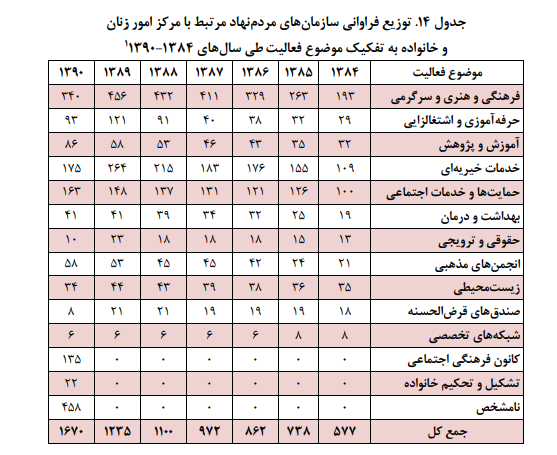 جدول ۱۴. توزیع فراوانی سازمان‌های مردم‌نهاد مرتبط با مرکز امور زنان
و خانواده به تفکیک موضوع فعالیت طی سال‌های ۱۳۸۴-۱۳۹۰¹
موضوع فعالیت ۱۳۸۴ ۱۳۸۵ ۱۳۸۶ ۱۳۸۷ ۱۳۸۸ ۱۳۸۹ ۱۳۹۰
فرهنگی و هنری و سرگرمی ۱۹۳ ۲۶۳ ۳۲۹ ۴۱۱ ۴۳۲ ۴۵۶ ۳۴۰
حرفه‌آموزی و اشتغالزایی ۲۹ ۳۲ ۳۸ ۴۰ ۹۱ ۱۲۱ ۹۳
آموزش و پژوهش ۳۲ ۳۵ ۴۳ ۴۶ ۵۳ ۵۸ ۸۶
خدمات خیریه‌ای ۱۰۹ ۱۵۵ ۱۷۶ ۱۸۳ ۲۱۵ ۲۶۴ ۱۷۵
حمایت‌ها و خدمات اجتماعی ۱۰۰ ۱۲۶ ۱۲۱ ۱۳۱ ۱۳۷ ۱۴۸ ۱۶۳
بهداشت و درمان ۱۹ ۲۵ ۳۲ ۳۴ ۳۹ ۴۱ ۴۱
حقوقی و ترویجی ۱۳ ۱۵ ۱۸ ۱۸ ۱۸ ۲۳ ۱۰
انجمن‌های مذهبی ۲۱ ۲۴ ۴۲ ۴۵ ۴۵ ۵۳ ۵۸
زیست‌محیطی ۳۵ ۳۶ ۳۸ ۳۹ ۴۳ ۴۴ ۳۴
صندق‌های قرض‌الحسنه ۱۸ ۱۹ ۱۹ ۱۹ ۲۱ ۲۱ ۸
شبکه‌های تخصصی ۸ ۸ ۶ ۶ ۶ ۶ ۶
کانون فرهنگی اجتماعی ۰ ۰ ۰ ۰ ۰ ۰ ۱۳۵
تشکیل و تحکیم خانواده ۰ ۰ ۰ ۰ ۰ ۰ ۲۲
نامشخص ۰ ۰ ۰ ۰ ۰ ۰ ۴۵۸
جمع کل ۵۷۷ ۷۳۸ ۸۶۲ ۹۷۲ ۱۱۰۰ ۱۲۳۵ ۱۶۷۰